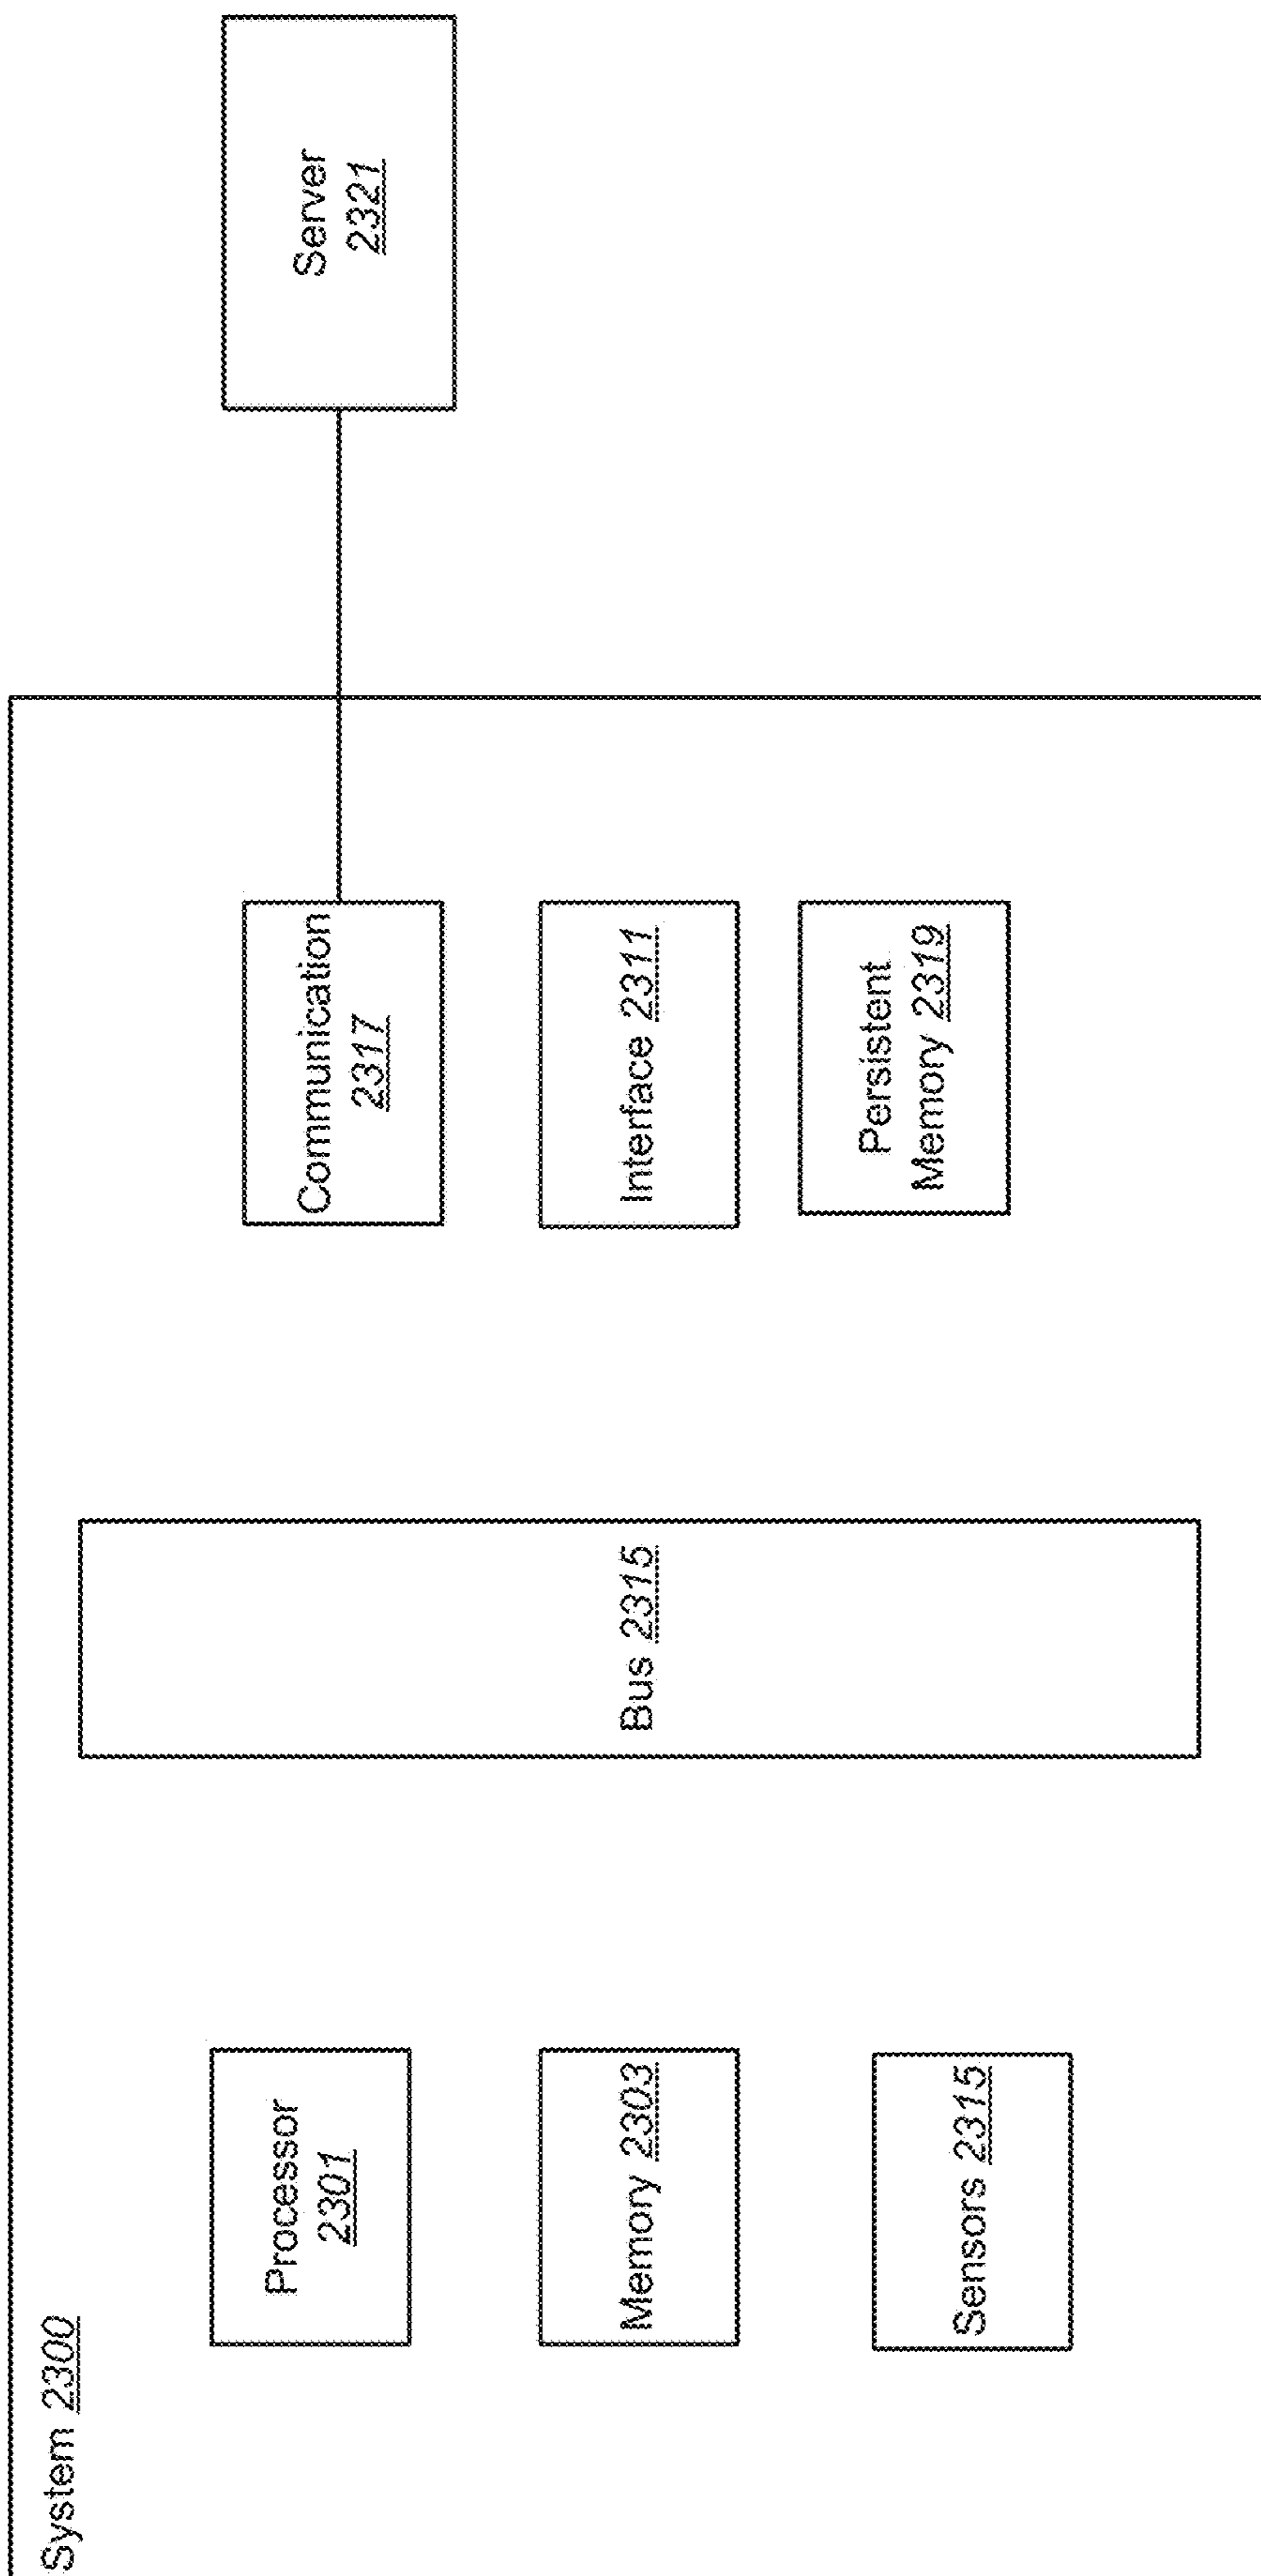 System 2300
Processor
2301
Memory 2303
Sensors 2315
Bus 2315
Communication
2317
Interface 2311
Persistent
Memory 2319
Server
2321